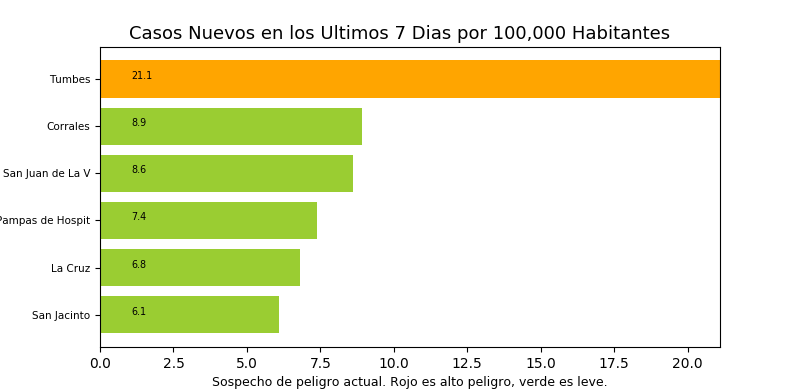 Casos Nuevos en los Ultimos 7 Dias por 100,000 Habitantes
Tumbes 21.1
Corrales 8.9
San Juan de La V 8.6
Pampas de Hospit 7.4
La Cruz 6.8
San Jacinto 6.1
0.0 2.5 5.0 7.5 10.0 12.5 15.0 17.5 20.0
Sospecho de peligro actual. Rojo es alto peligro, verde es leve.